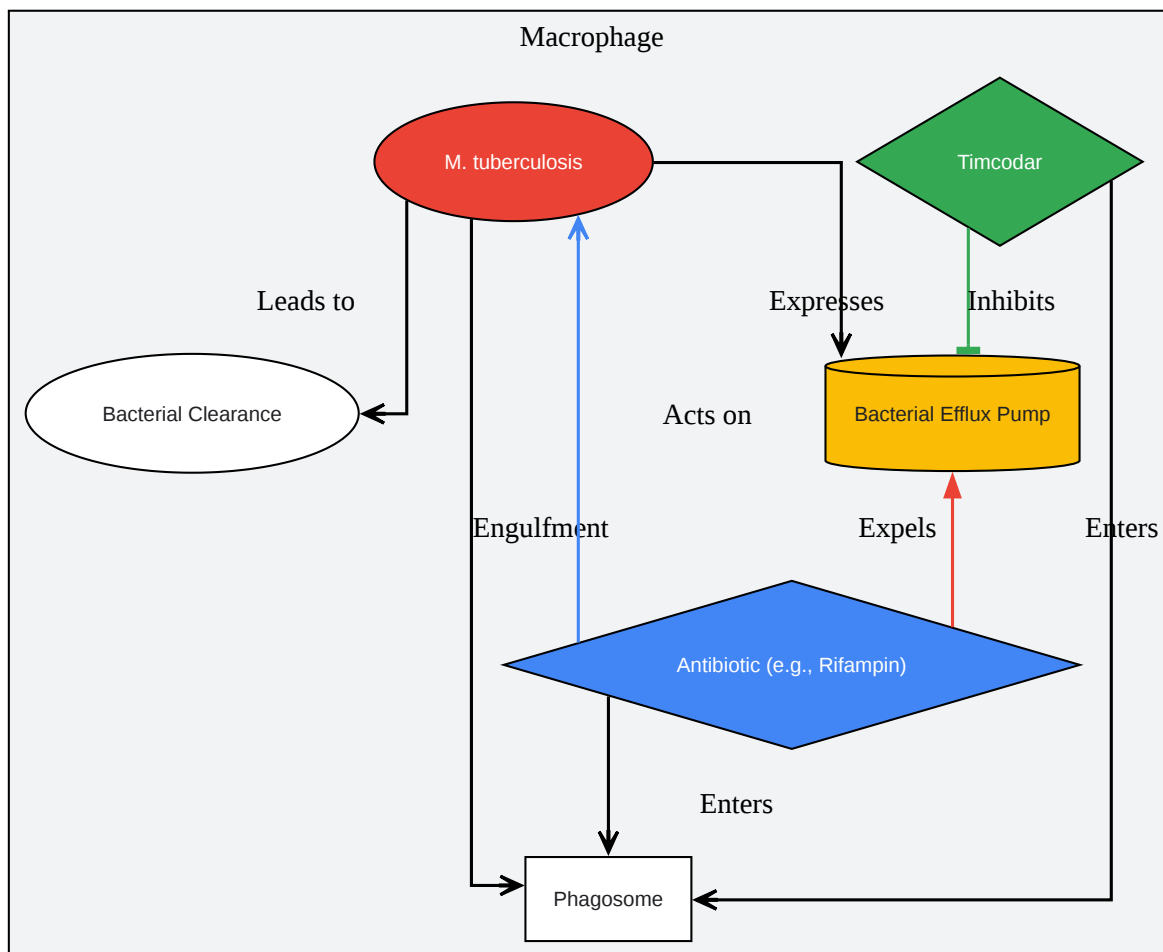 Macrophage
M. tuberculosis
Timcodar
Leads to
Expresses
Inhibits
Bacterial Clearance
Acts on
Bacterial Efflux Pump
Engulfment
Expels
Enters
Antibiotic (e.g., Rifampin)
Enters
Phagosome